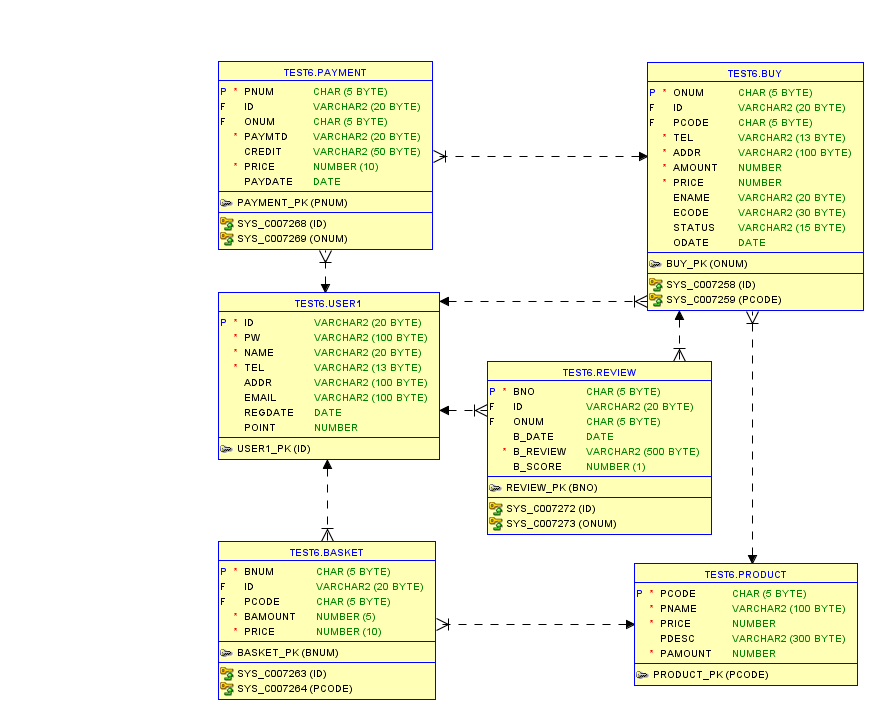 TEST6.PAYMENT
P * PNUM CHAR (5 BYTE)
F ID VARCHAR2 (20 BYTE)
F ONUM CHAR (5 BYTE)
* PAYMTD VARCHAR2 (20 BYTE)
CREDIT VARCHAR2 (50 BYTE)
* PRICE NUMBER (10)
PAYDATE DATE
PAYMENT_PK (PNUM)
SYS_C007268 (ID)
SYS_C007269 (ONUM)
TEST6.BUY
P * ONUM CHAR (5 BYTE)
F ID VARCHAR2 (20 BYTE)
F PCODE CHAR (5 BYTE)
* TEL VARCHAR2 (13 BYTE)
* ADDR VARCHAR2 (100 BYTE)
* AMOUNT NUMBER
* PRICE NUMBER
ENAME VARCHAR2 (20 BYTE)
ECODE VARCHAR2 (30 BYTE)
STATUS VARCHAR2 (15 BYTE)
ODATE DATE
BUY_PK (ONUM)
SYS_C007258 (ID)
SYS_C007259 (PCODE)
TEST6.USER1
P * ID VARCHAR2 (20 BYTE)
* PW VARCHAR2 (100 BYTE)
* NAME VARCHAR2 (20 BYTE)
* TEL VARCHAR2 (13 BYTE)
ADDR VARCHAR2 (100 BYTE)
EMAIL VARCHAR2 (100 BYTE)
REGDATE DATE
POINT NUMBER
USER1_PK (ID)
TEST6.REVIEW
P * BNO CHAR (5 BYTE)
F ID VARCHAR2 (20 BYTE)
F ONUM CHAR (5 BYTE)
B_DATE DATE
* B_REVIEW VARCHAR2 (500 BYTE)
B_SCORE NUMBER (1)
REVIEW_PK (BNO)
SYS_C007272 (ID)
SYS_C007273 (ONUM)
TEST6.BASKET
P * BNUM CHAR (5 BYTE)
F ID VARCHAR2 (20 BYTE)
F PCODE CHAR (5 BYTE)
* BAMOUNT NUMBER (5)
* PRICE NUMBER (10)
BASKET_PK (BNUM)
SYS_C007263 (ID)
SYS_C007264 (PCODE)
TEST6.PRODUCT
P * PCODE CHAR (5 BYTE)
* PNAME VARCHAR2 (100 BYTE)
* PRICE NUMBER
PDESC VARCHAR2 (300 BYTE)
* PAMOUNT NUMBER
PRODUCT_PK (PCODE)